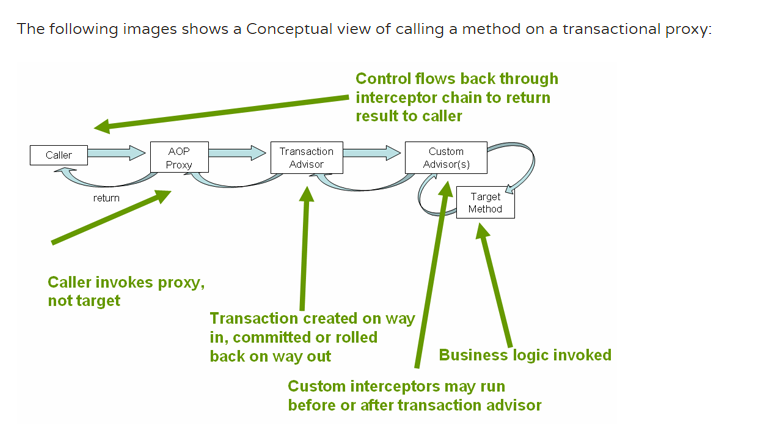 The following images shows a Conceptual view of calling a method on a transactional proxy:
Control flows back through
interceptor chain to return
result to caller
Caller
AOP
Proxy
Transaction
Advisor
Custom
Advisor(s)
return
Target
Method
Caller invokes proxy,
not target
Transaction created on way
in, committed or rolled
back on way out
Business logic invoked
Custom interceptors may run
before or after transaction advisor